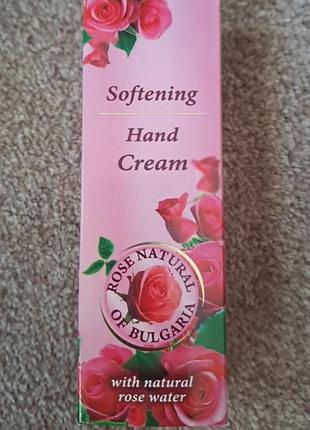 Softening
Hand
Cream
ROSE NATURAL
OF BULGARIA
with natural
rose water